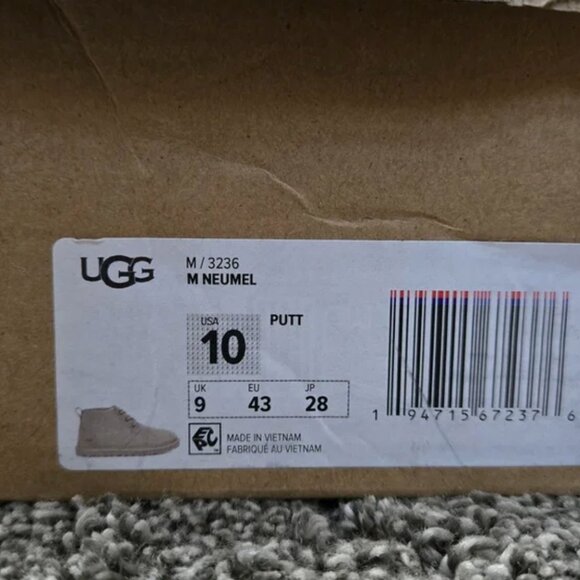 UGG
M / 3236
M NEUMEL
USA
10
PUTT
UK EU JP
9 43 28
MADE IN VIETNAM
FABRIQUÉ AU VIETNAM
1 94715 67237 6